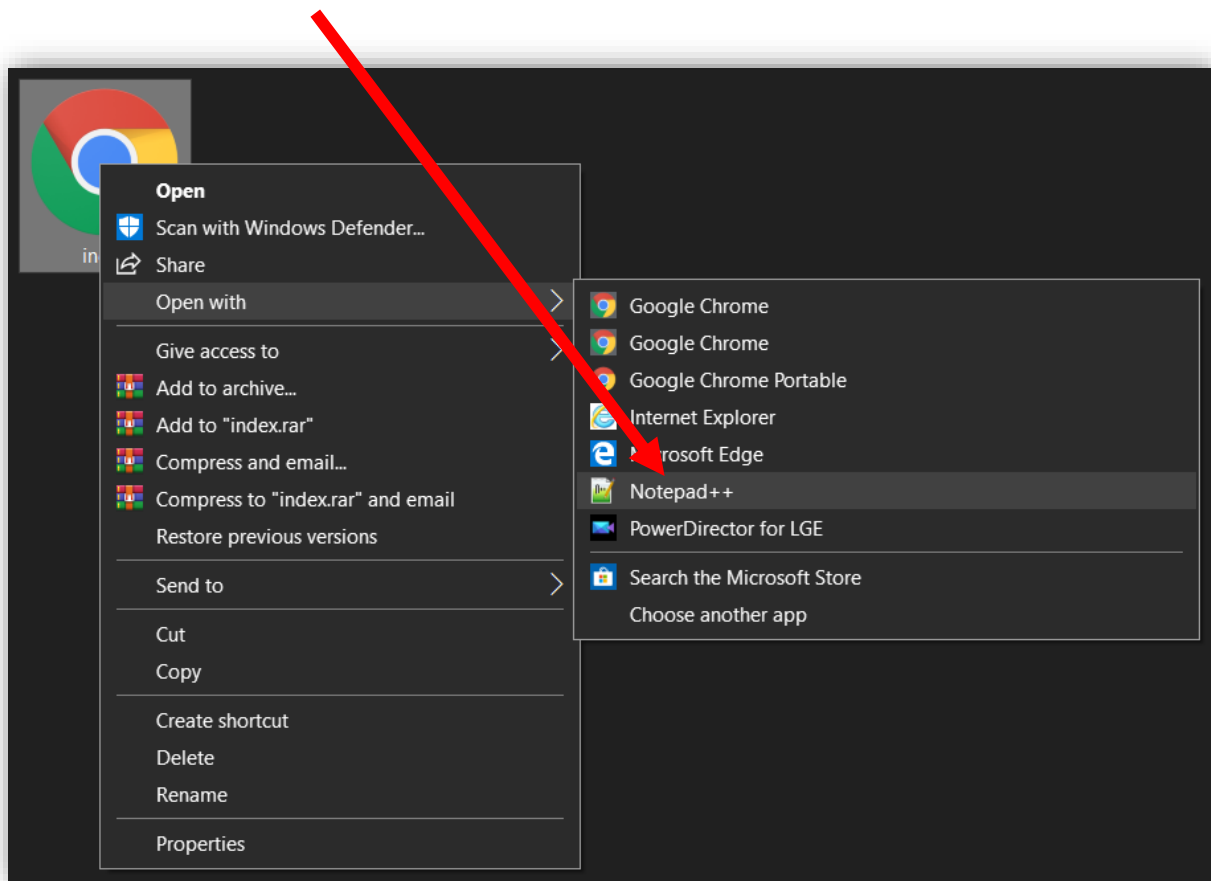 in
Open
Scan with Windows Defender...
Share
Open with
Give access to
Add to archive...
Add to "index.rar"
Compress and email...
Compress to "index.rar" and email
Restore previous versions
Send to
Cut
Copy
Create shortcut
Delete
Rename
Properties
Google Chrome
Google Chrome
Google Chrome Portable
Internet Explorer
Microsoft Edge
Notepad++
PowerDirector for LGE
Search the Microsoft Store
Choose another app